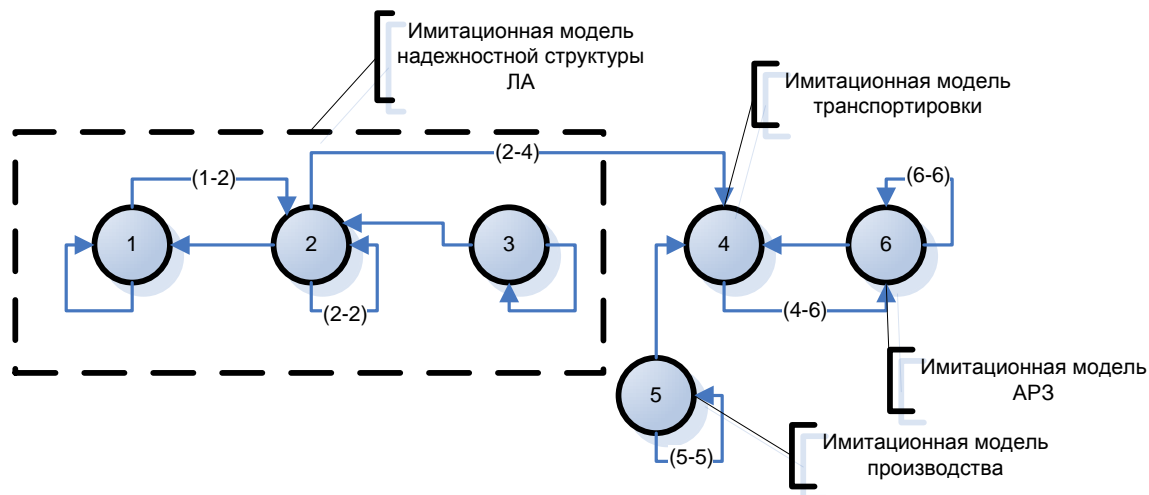 Имитационная модель
надежностной структуры
ЛА
Имитационная модель
транспортировки
(2-4)
(1-2)
(6-6)
1
2
3
4
6
(2-2)
(4-6)
Имитационная модель
АРЗ
5
Имитационная модель
производства
(5-5)